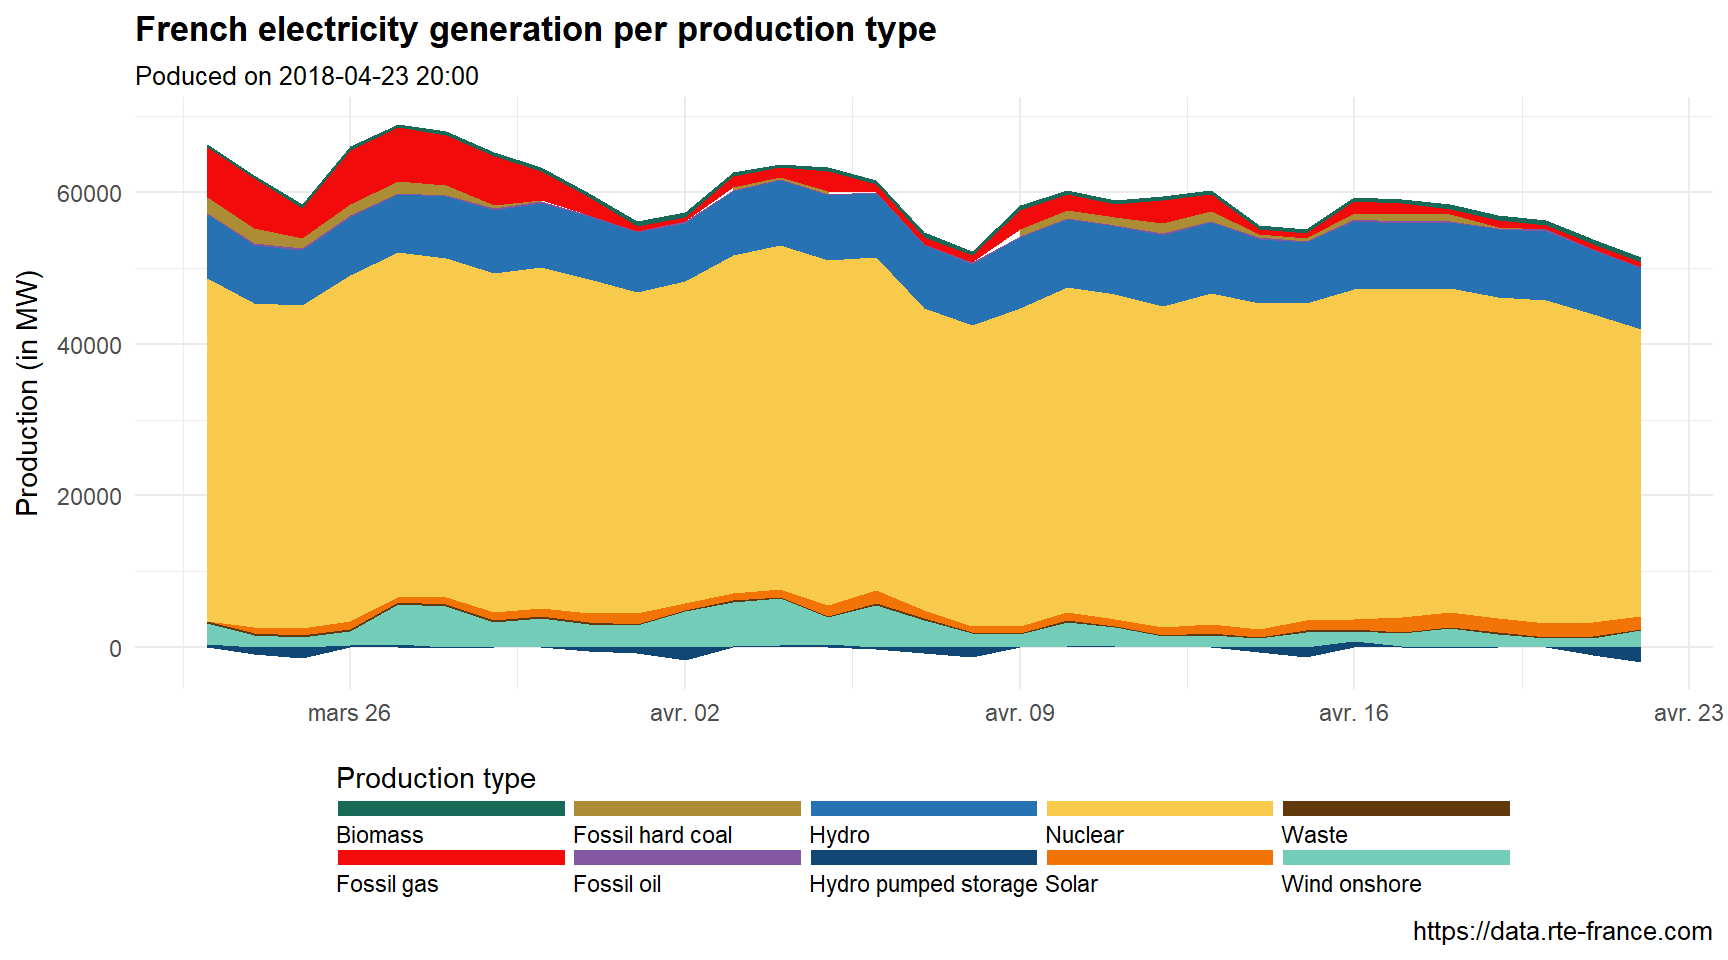 French electricity generation per production type
Poduced on 2018-04-23 20:00
Production (in MW)
60000
40000
20000
0
mars 26 avr. 02 avr. 09 avr. 16 avr. 23
Production type
Biomass Fossil hard coal Hydro Nuclear Waste
Fossil gas Fossil oil Hydro pumped storage Solar Wind onshore
https://data.rte-france.com